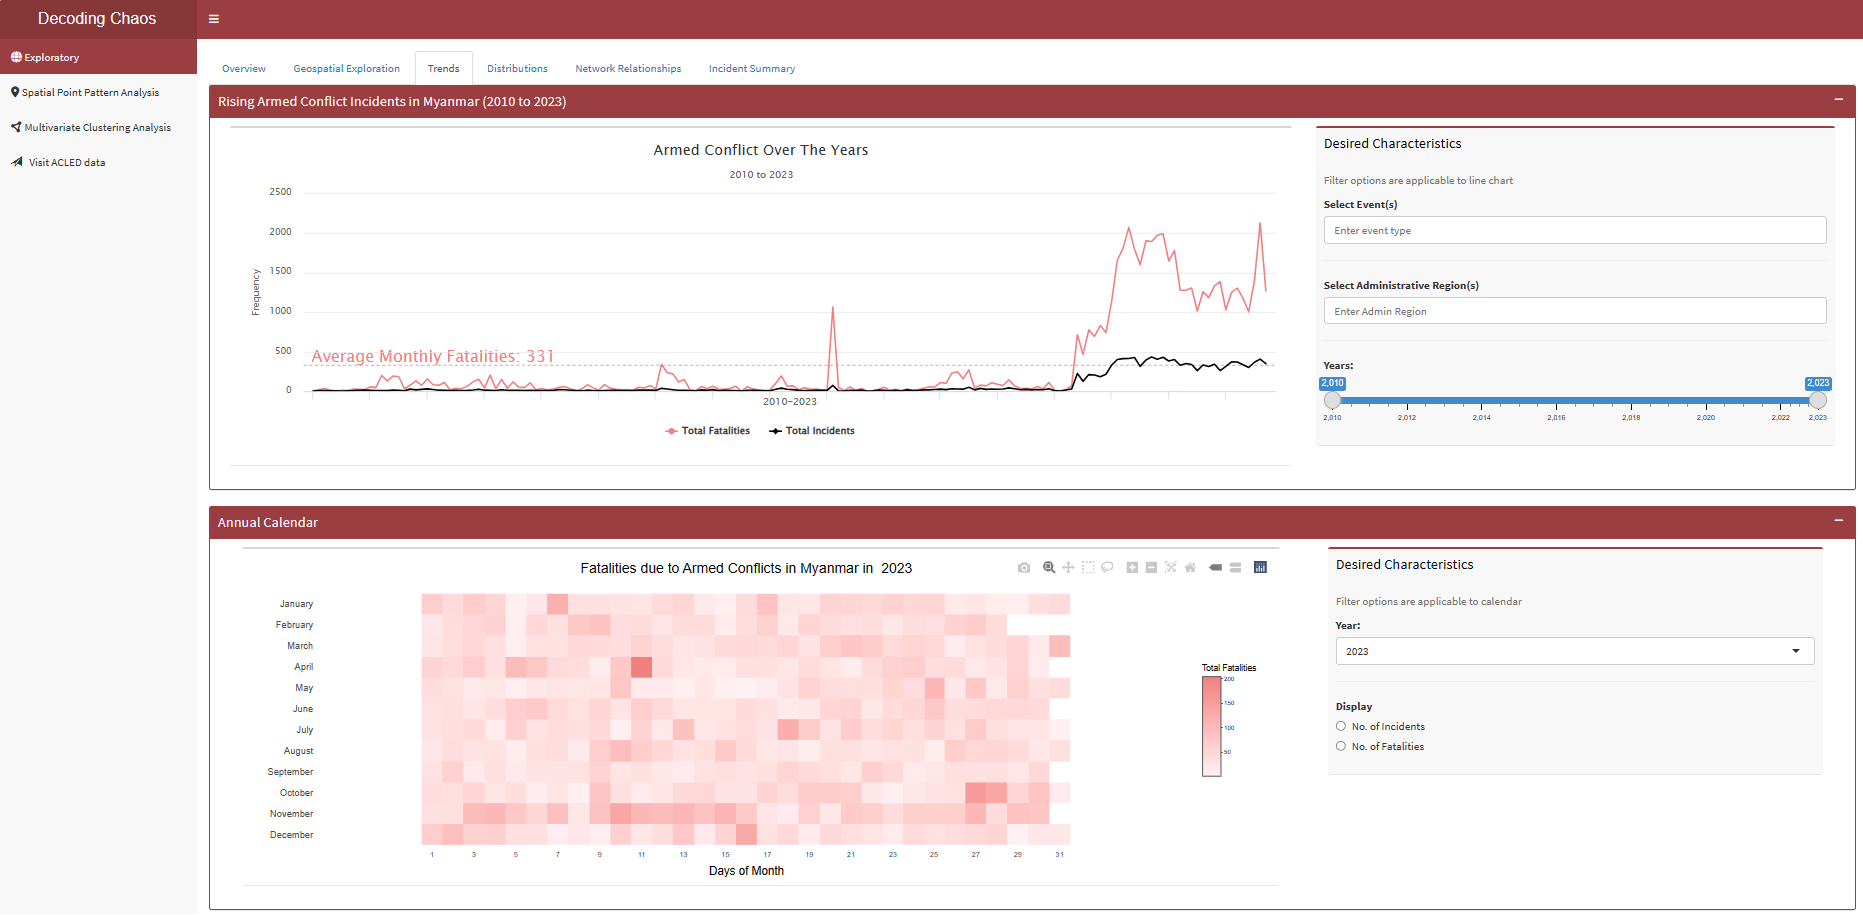 Decoding Chaos
Exploratory
Spatial Point Pattern Analysis
Multivariate Clustering Analysis
Visit ACLED data
Overview
Geospatial Exploration
Trends
Distributions
Network Relationships
Incident Summary
Rising Armed Conflict Incidents in Myanmar (2010 to 2023)
Armed Conflict Over The Years
2010 to 2023
2500
2000
1500
1000
500
0
Frequency
Average Monthly Fatalities: 331
2010-2023
Total Fatalities
Total Incidents
Desired Characteristics
Filter options are applicable to line chart
Select Event(s)
Enter event type
Select Administrative Region(s)
Enter Admin Region
Years:
2,010
2,023
2,010
2,012
2,014
2,016
2,018
2,020
2,022
2,023
Annual Calendar
Fatalities due to Armed Conflicts in Myanmar in 2023
January
February
March
April
May
June
July
August
September
October
November
December
1
3
5
7
9
11
13
15
17
19
21
23
25
27
29
31
Days of Month
Total Fatalities
200
150
100
50
Desired Characteristics
Filter options are applicable to calendar
Year:
2023
Display
No. of Incidents
No. of Fatalities